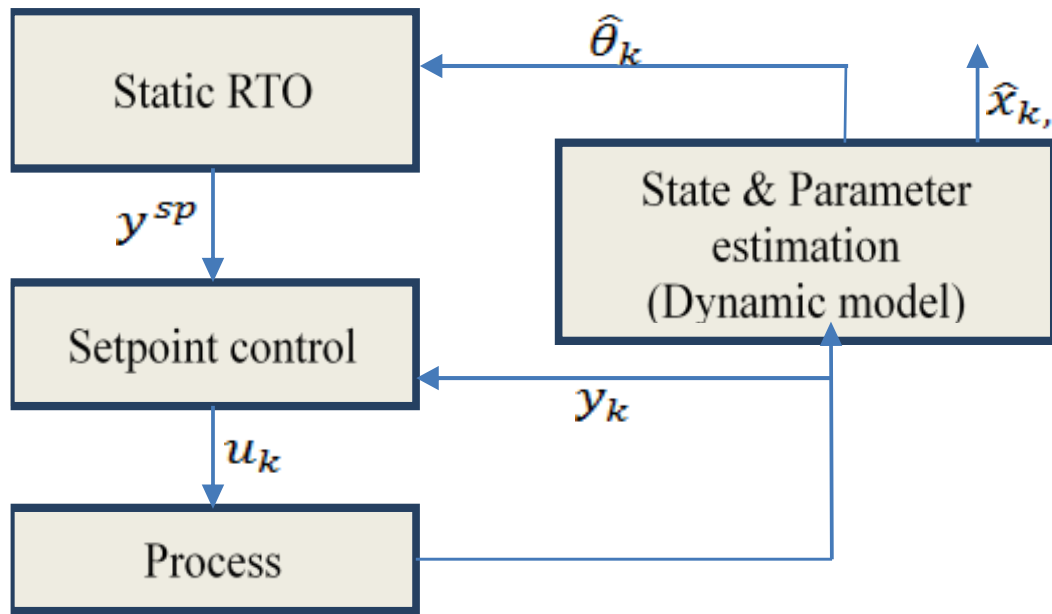 Static RTO
θ̂ₖ
x̂ₖ,
yˢᵖ
State & Parameter
estimation
(Dynamic model)
Setpoint control
yₖ
uₖ
Process